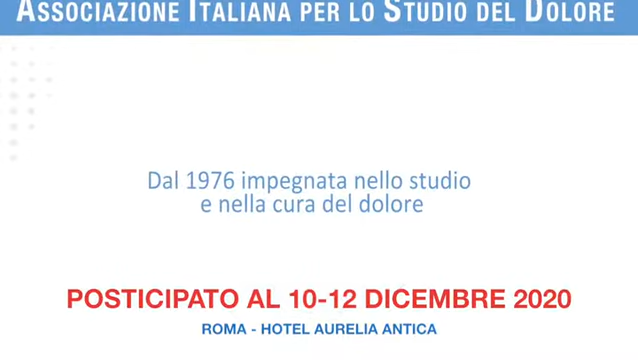 ASSOCIAZIONE ITALIANA PER LO STUDIO DEL DOLORE
Dal 1976 impegnata nello studio
e nella cura del dolore
POSTICIPATO AL 10-12 DICEMBRE 2020
ROMA - HOTEL AURELIA ANTICA